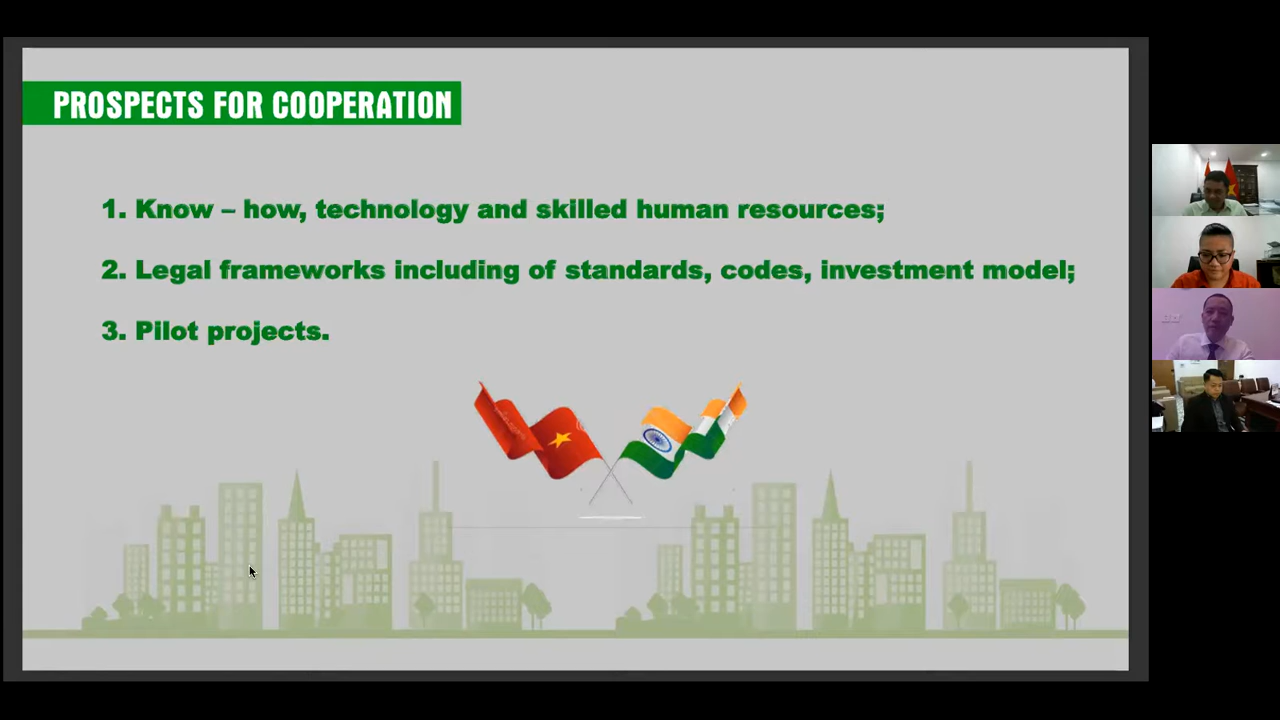 PROSPECTS FOR COOPERATION
1. Know – how, technology and skilled human resources;
2. Legal frameworks including of standards, codes, investment model;
3. Pilot projects.